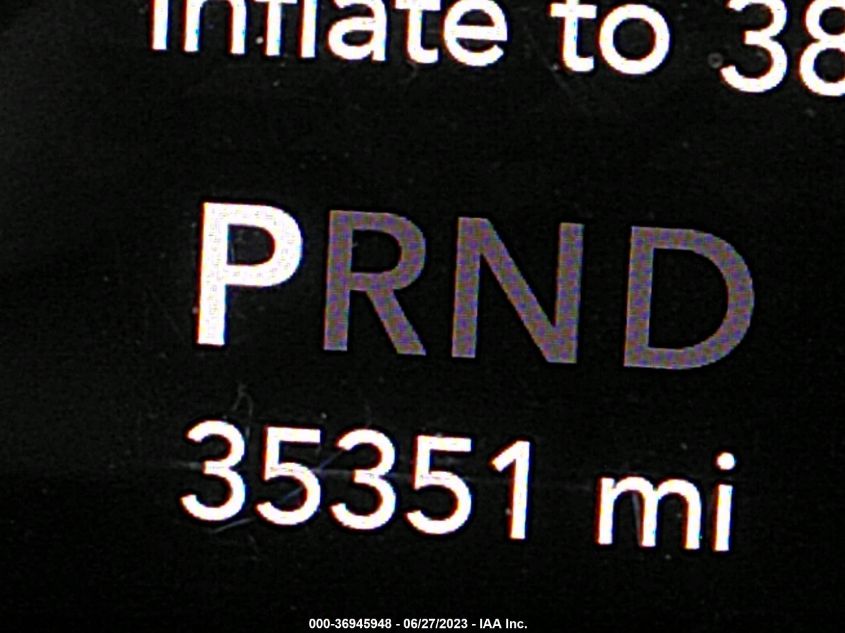 Inflate to 38
PRND
35351 mi
000-36945948 - 06/27/2023 - IAA Inc.